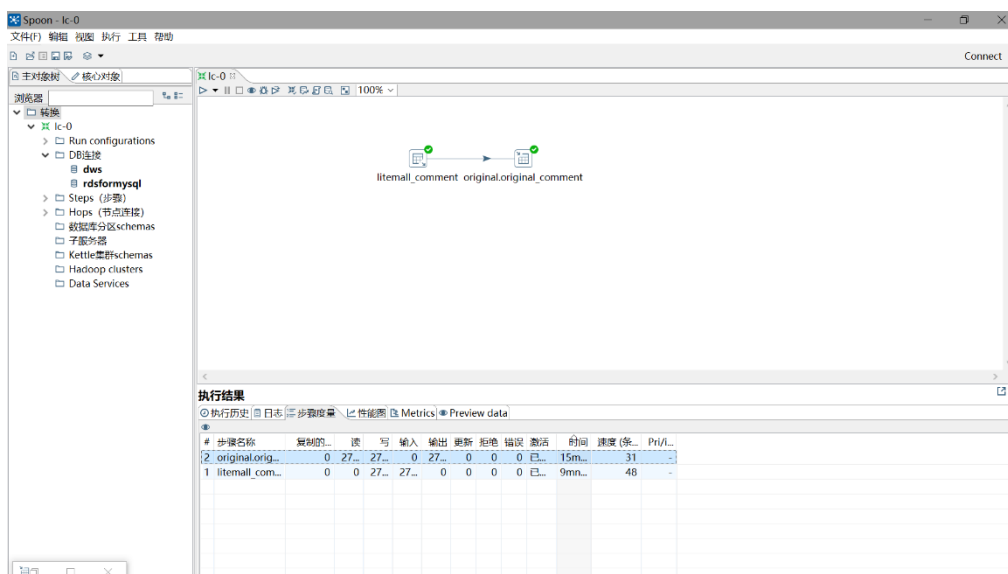 Spoon - lc-0
文件(F) 编辑 视图 执行 工具 帮助
Connect
主对象树 核心对象
浏览器
转换
lc-0
Run configurations
DB连接
dws
rdsformysql
Steps (步骤)
Hops (节点连接)
数据库分区schemas
子服务器
Kettle集群schemas
Hadoop clusters
Data Services
lc-0
100%
litemall_comment original.original_comment
执行结果
执行历史 日志 步骤度量 性能图 Metrics Preview data
# 步骤名称 复制的... 读 写 输入 输出 更新 拒绝 错误 激活 时间 速度 (条... Pri/i...
2 original.orig... 0 27... 27... 0 27... 0 0 0 已... 15m... 31 -
1 litemall_com... 0 0 27... 27... 0 0 0 0 已... 9mn... 48 -